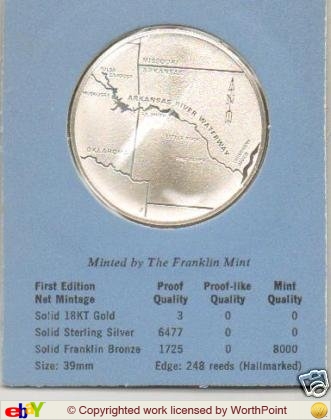 MISSOURI
ARKANSAS
ARKANSAS RIVER WATERWAY
OKLAHOMA
Minted by The Franklin Mint
First Edition Proof Proof-like Mint
Net Mintage Quality Quality Quality
Solid 18KT Gold 3 0 0
Solid Sterling Silver 6477 0 0
Solid Franklin Bronze 1725 0 8000
Size: 39mm Edge: 248 reeds (Hallmarked)
ebY © Copyrighted work licensed by WorthPoint